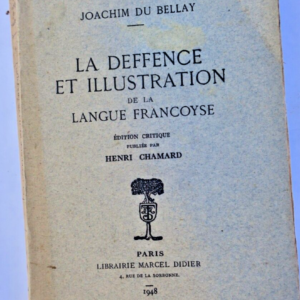 JOACHIM DU BELLAY
LA DEFFENCE
ET ILLUSTRATION
DE LA
LANGUE FRANCOYSE
ÉDITION CRITIQUE
PUBLIÉE PAR
HENRI CHAMARD
PARIS
LIBRAIRIE MARCEL DIDIER
4, RUE DE LA SORBONNE.
1948